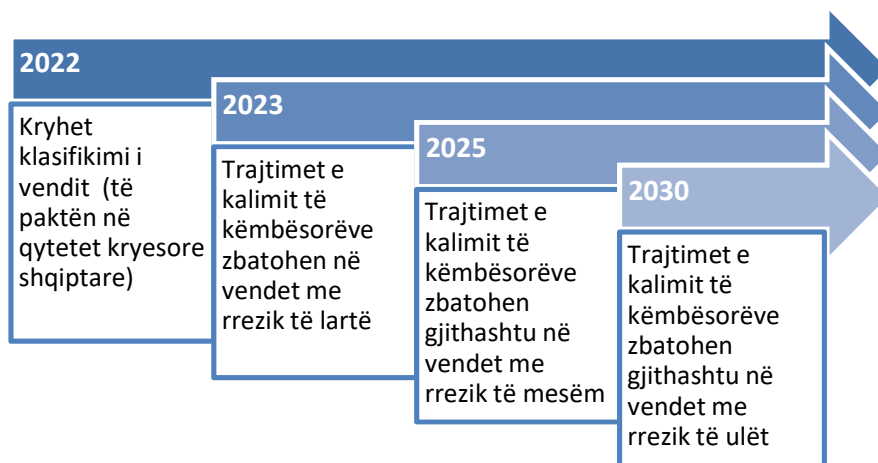 2022
Kryhet
klasifikimi i
vendit (të
paktën në
qytetet kryesore
shqiptare)
2023
Trajtimet e
kalimit të
këmbësorëve
zbatohen në
vendet me
rrezik të lartë
2025
Trajtimet e
kalimit të
këmbësorëve
zbatohen
gjithashtu në
vendet me
rrezik të mesëm
2030
Trajtimet e
kalimit të
këmbësorëve
zbatohen
gjithashtu në
vendet me
rrezik të ulët